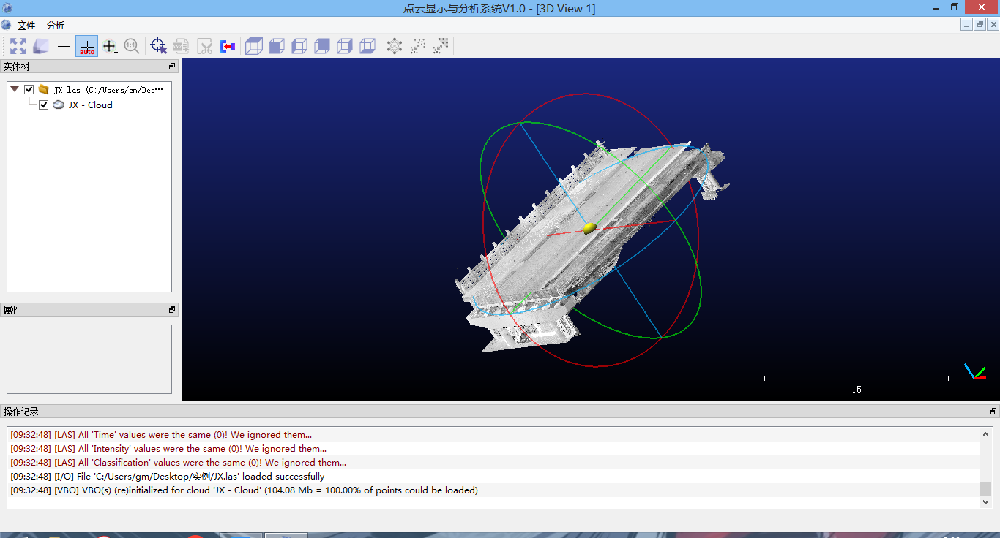 点云显示与分析系统V1.0 - [3D View 1]
文件 分析
auto
1:1
实体树
JX.las (C:/Users/gm/Des···
JX - Cloud
属性
15
操作记录
[09:32:48] [LAS] All 'Time' values were the same (0)! We ignored them...
[09:32:48] [LAS] All 'Intensity' values were the same (0)! We ignored them...
[09:32:48] [LAS] All 'Classification' values were the same (0)! We ignored them...
[09:32:48] [I/O] File 'C:/Users/gm/Desktop/实例/JX.las' loaded successfully
[09:32:48] [VBO] VBO(s) (re)initialized for cloud 'JX - Cloud' (104.08 Mb = 100.00% of points could be loaded)